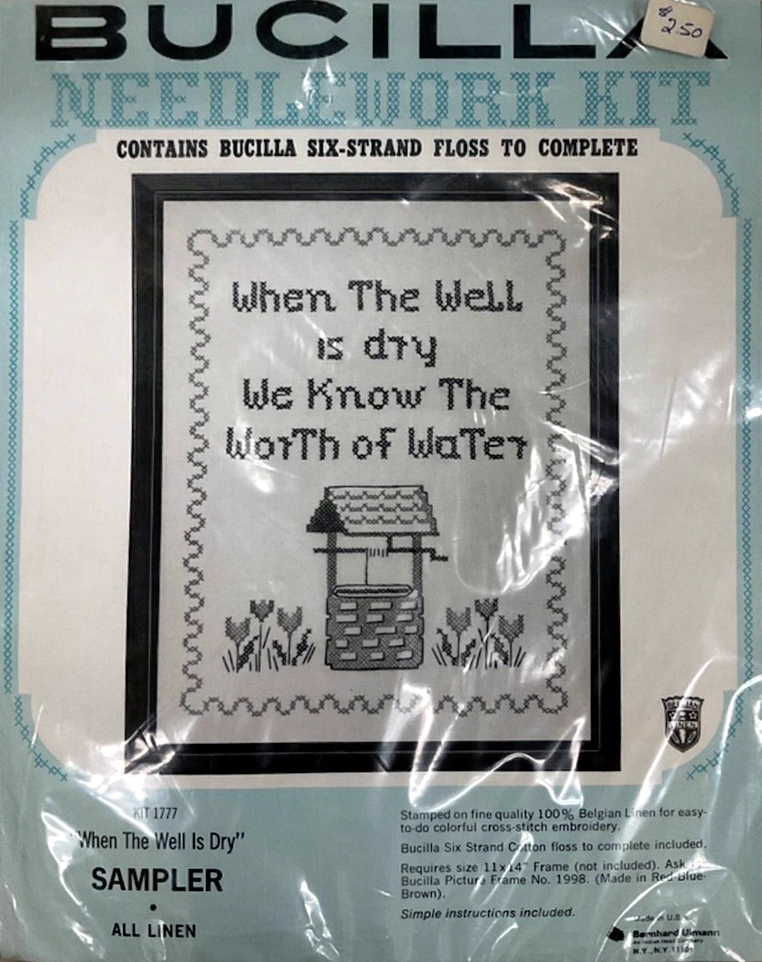 BUCILLA
$2.50
NEEDLEWORK KIT
CONTAINS BUCILLA SIX-STRAND FLOSS TO COMPLETE
When The Well
is dry
We Know The
Worth of Water
BELGIAN
LINEN
KIT 1777
"When The Well Is Dry"
SAMPLER
•
ALL LINEN
Stamped on fine quality 100% Belgian Linen for easy-
to-do colorful cross-stitch embroidery.
Bucilla Six Strand Cotton floss to complete included.
Requires size 11x14" Frame (not included). Ask for
Bucilla Picture Frame No. 1998. (Made in Red-Blue-
Brown).
Simple instructions included.
Made in U.S.
Bernhard Ulmann
N.Y., N.Y.